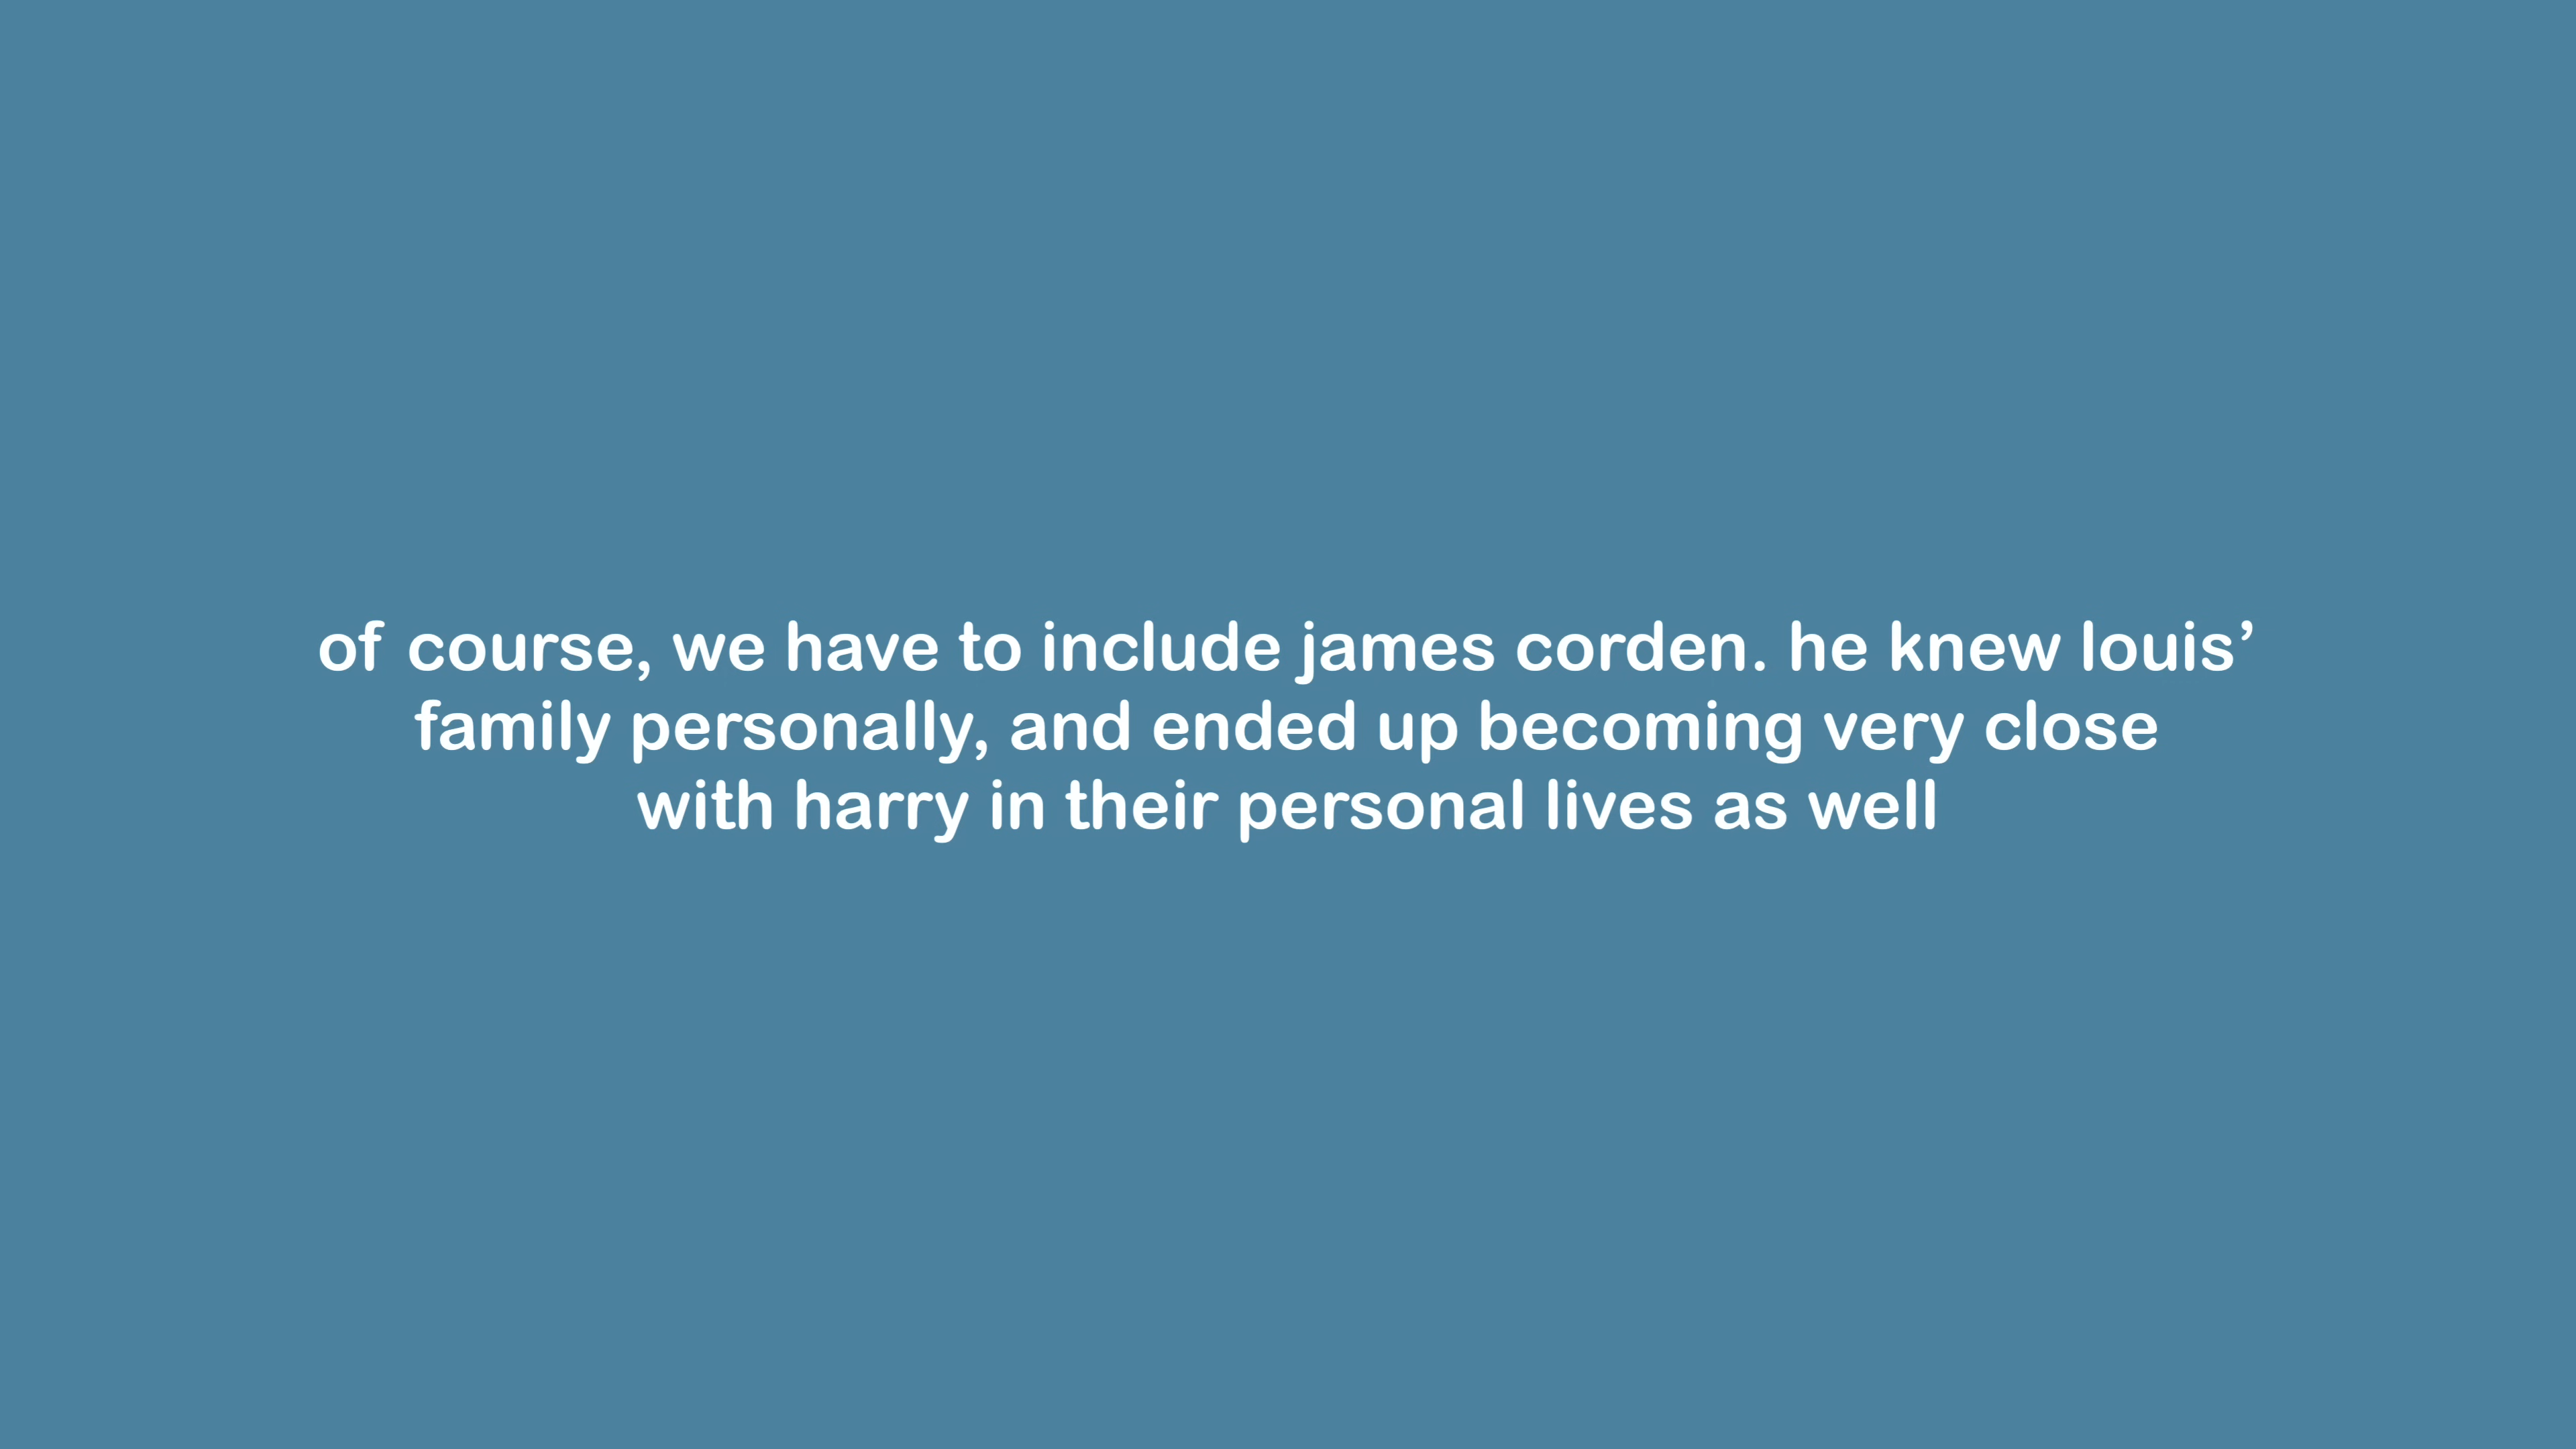 of course, we have to include james corden. he knew louis’
family personally, and ended up becoming very close
with harry in their personal lives as well